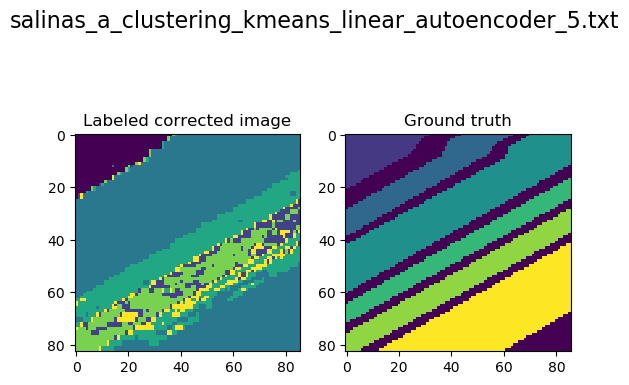 salinas_a_clustering_kmeans_linear_autoencoder_5.txt
Labeled corrected image
Ground truth
0
20
40
60
80
0 20 40 60 80
0
20
40
60
80
0 20 40 60 80